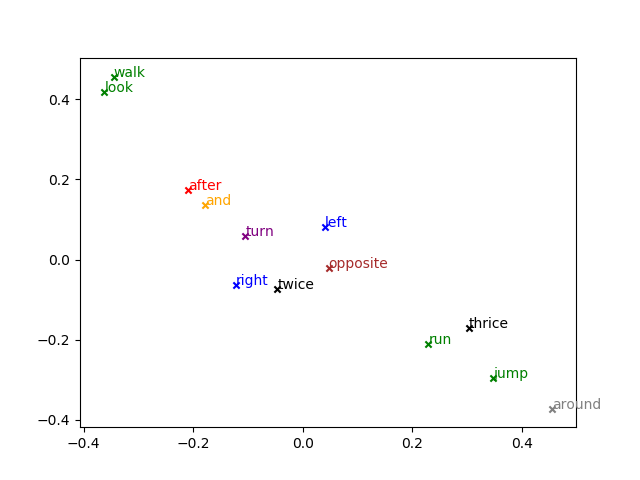 walk
look
0.4
after
0.2
and
left
turn
0.0
opposite
right
twice
thrice
−0.2
run
jump
around
−0.4
−0.4 −0.2 0.0 0.2 0.4